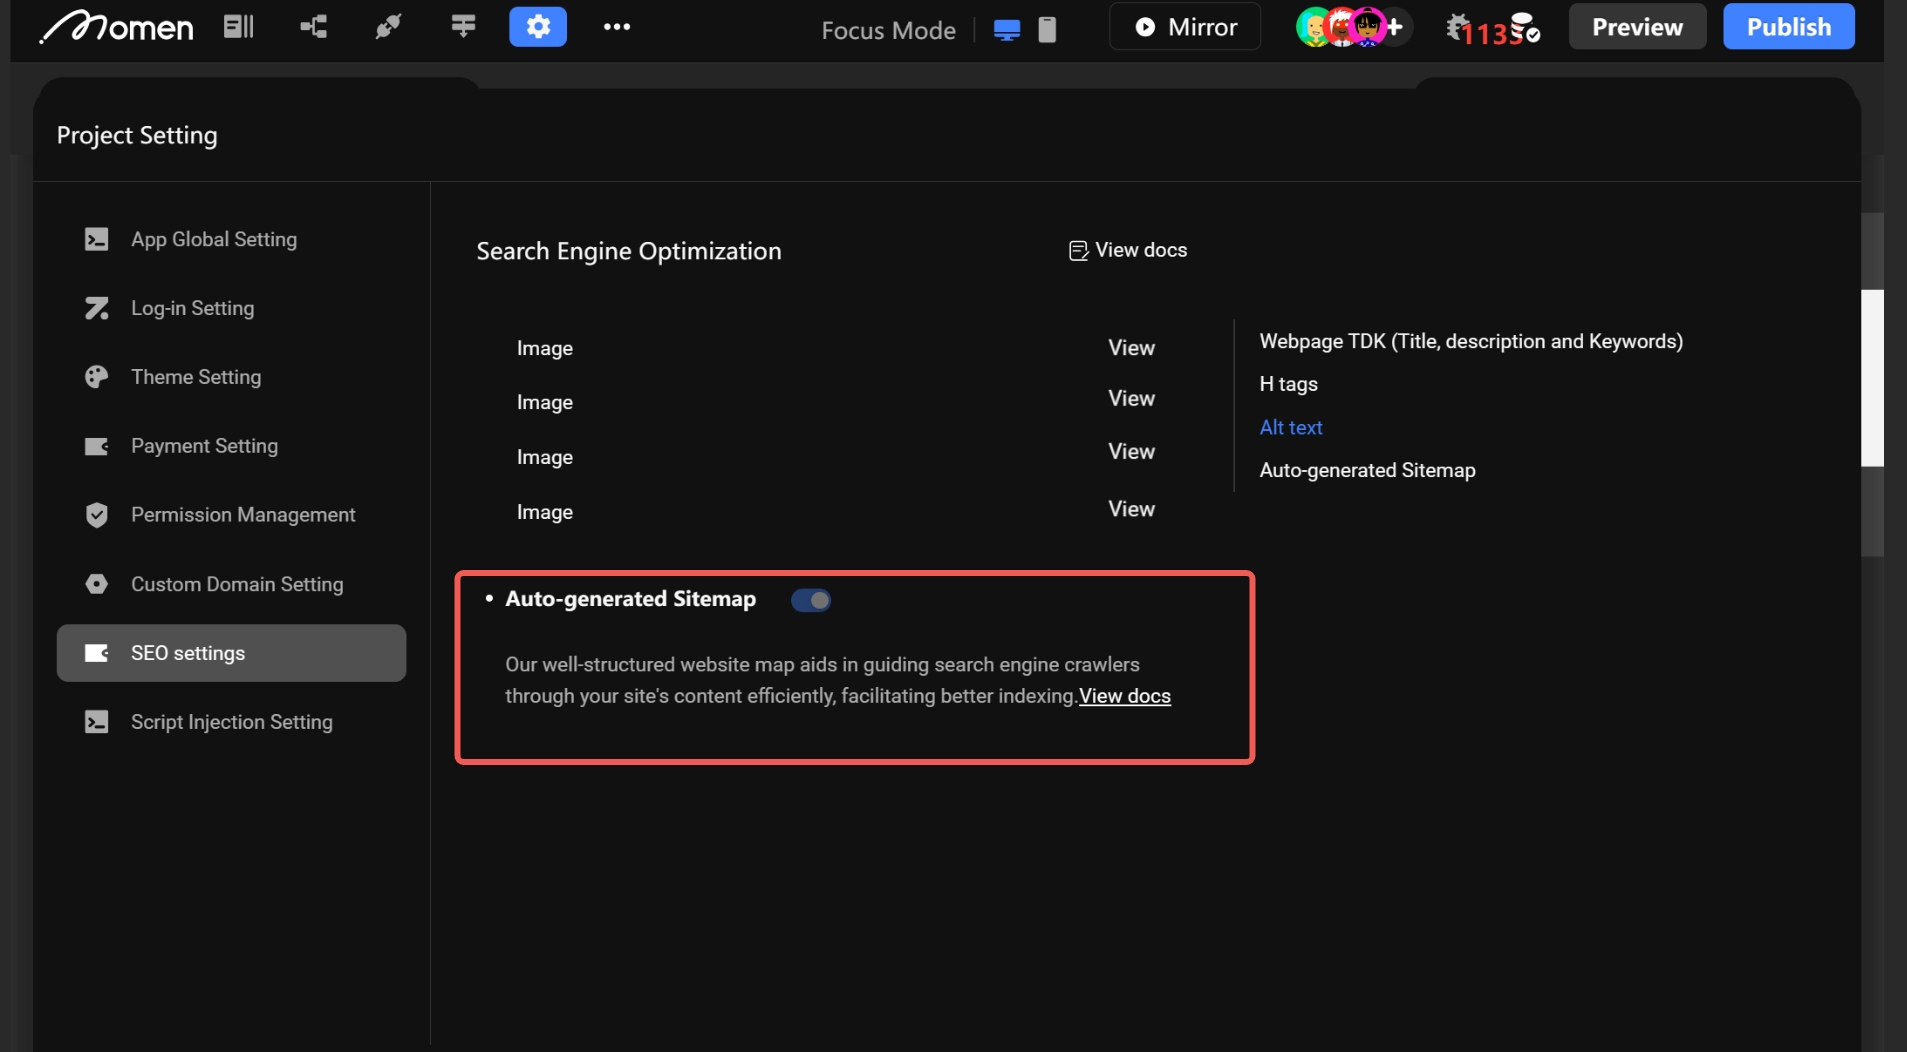 Momen
Focus Mode
Mirror
Preview
Publish
Project Setting
App Global Setting
Log-in Setting
Theme Setting
Payment Setting
Permission Management
Custom Domain Setting
SEO settings
Script Injection Setting
Search Engine Optimization
View docs
Image View
Image View
Image View
Image View
Webpage TDK (Title, description and Keywords)
H tags
Alt text
Auto-generated Sitemap
• Auto-generated Sitemap
Our well-structured website map aids in guiding search engine crawlers
through your site's content efficiently, facilitating better indexing.View docs